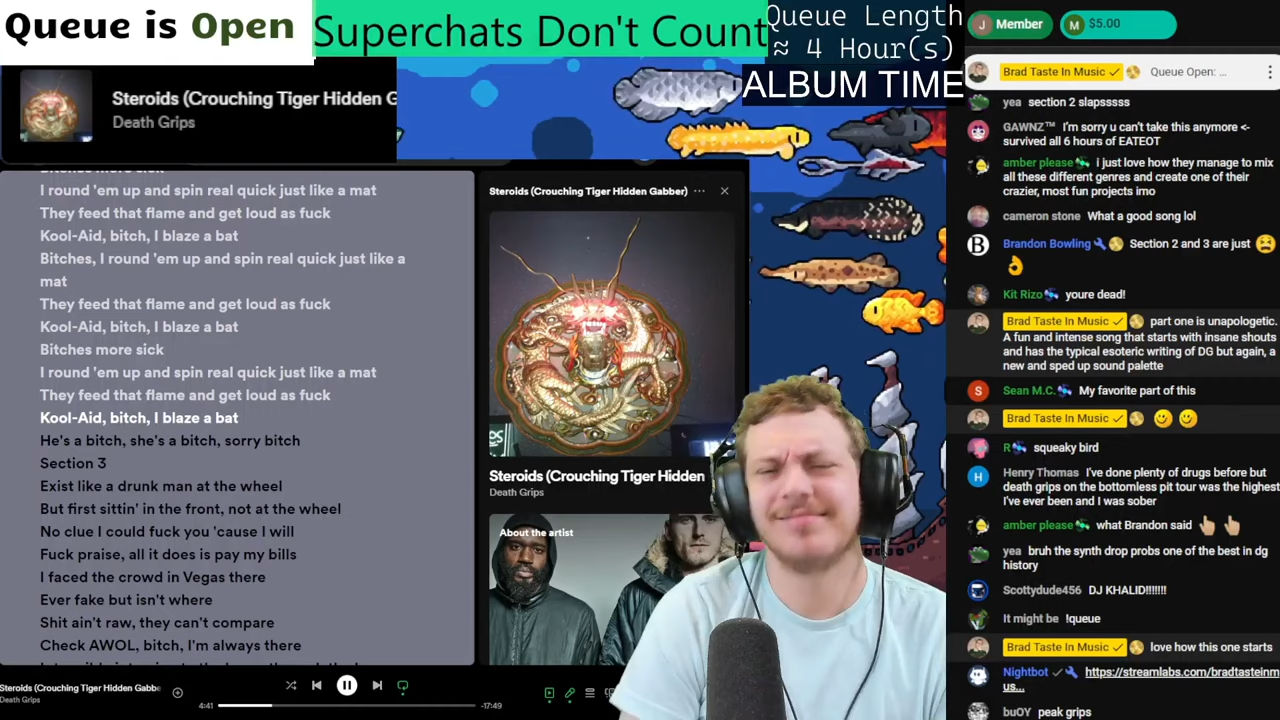 Queue is Open
Superchats Don't Count
Queue Length
≈ 4 Hour(s)
ALBUM TIME
Steroids (Crouching Tiger Hidden G
Death Grips
Bitches more sick
I round 'em up and spin real quick just like a mat
They feed that flame and get loud as fuck
Kool-Aid, bitch, I blaze a bat
Bitches, I round 'em up and spin real quick just like a
mat
They feed that flame and get loud as fuck
Kool-Aid, bitch, I blaze a bat
Bitches more sick
I round 'em up and spin real quick just like a mat
They feed that flame and get loud as fuck
Kool-Aid, bitch, I blaze a bat
He's a bitch, she's a bitch, sorry bitch
Section 3
Exist like a drunk man at the wheel
But first sittin' in the front, not at the wheel
No clue I could fuck you 'cause I will
Fuck praise, all it does is pay my bills
I faced the crowd in Vegas there
Ever fake but isn't where
Shit ain't raw, they can't compare
Check AWOL, bitch, I'm always there
Steroids (Crouching Tiger Hidden Gabber)
Steroids (Crouching Tiger Hidden
Death Grips
About the artist
Steroids (Crouching Tiger Hidden Gabbe
Death Grips
4:41
-17:49
J Member
M $5.00
Brad Taste In Music Queue Open: ...
yea section 2 slapsssss
GAWNZ™ I'm sorry u can't take this anymore <-
survived all 6 hours of EATEOT
amber please i just love how they manage to mix
all these different genres and create one of their
crazier, most fun projects imo
cameron stone What a good song lol
B Brandon Bowling Section 2 and 3 are just
Kit Rizo youre dead!
Brad Taste In Music part one is unapologetic.
A fun and intense song that starts with insane shouts
and has the typical esoteric writing of DG but again, a
new and sped up sound palette
S Sean M.C. My favorite part of this
Brad Taste In Music
R squeaky bird
H Henry Thomas I've done plenty of drugs before but
death grips on the bottomless pit tour was the highest
I've ever been and I was sober
amber please what Brandon said
yea bruh the synth drop probs one of the best in dg
history
Scottydude456 DJ KHALID!!!!!!!
It might be !queue
Brad Taste In Music love how this one starts
Nightbot https://streamlabs.com/bradtasteinm
us...
buOY peak grips